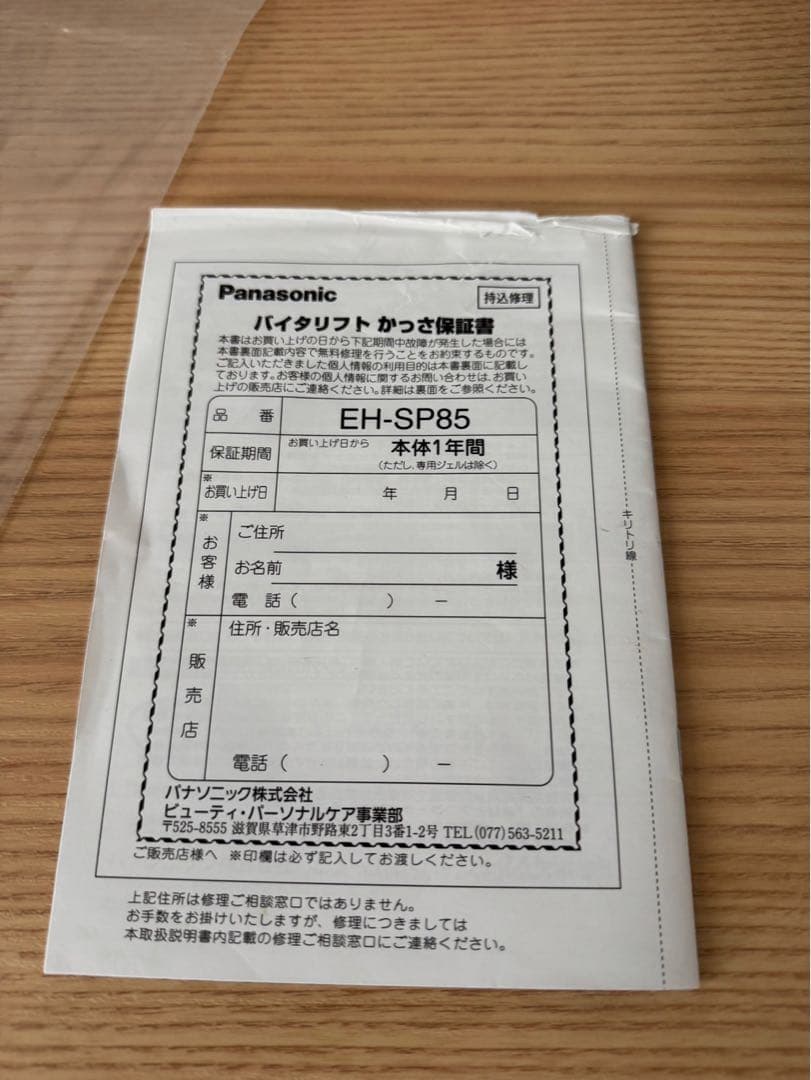 Panasonic
持込修理
バイタリフト かっさ保証書
本書はお買い上げの日から下記期間中故障が発生した場合には
本書裏面記載内容で無料修理を行うことをお約束するものです。
ご記入いただきました個人情報の利用目的は本書裏面に記載し
ております。お客様の個人情報に関するお問い合わせは、お買い
上げの販売店にご連絡ください。詳細は裏面をご参照ください。
品 番 EH-SP85
保証期間 お買い上げ日から 本体1年間
(ただし、専用ジェルは除く)
※
お買い上げ日 年 月 日
※
お客様
ご住所
お名前 様
電 話 ( ) －
※
販売店
住所・販売店名
電話 ( ) －
パナソニック株式会社
ビューティ・パーソナルケア事業部
〒525-8555 滋賀県草津市野路東2丁目3番1-2号 TEL(077)563-5211
ご販売店様へ ※印欄は必ず記入してお渡しください。
上記住所は修理ご相談窓口ではありません。
お手数をお掛けいたしますが、修理につきましては
本取扱説明書内記載の修理ご相談窓口にご連絡ください。
キリトリ線